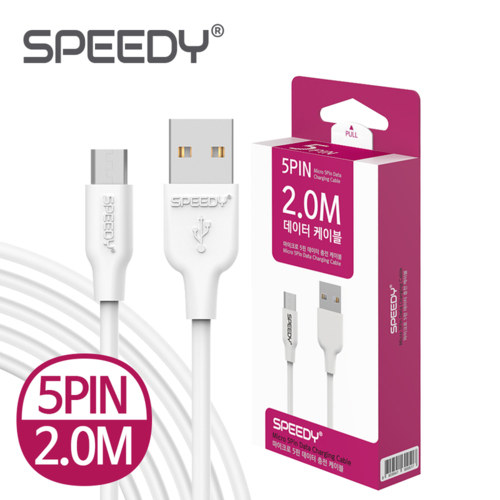 SPEEDY®
PULL
5PIN
Micro 5Pin Data
Charging Cable
2.0M
데이터 케이블
마이크로 5핀 데이터 충전 케이블
Micro 5Pin Data Charging Cable
SPEEDY
SPEEDY
SPEEDY
SPEEDY
SPEEDY
Micro 5Pin Data Charging Cable
마이크로 5핀 데이터 충전 케이블
5PIN
2.0M